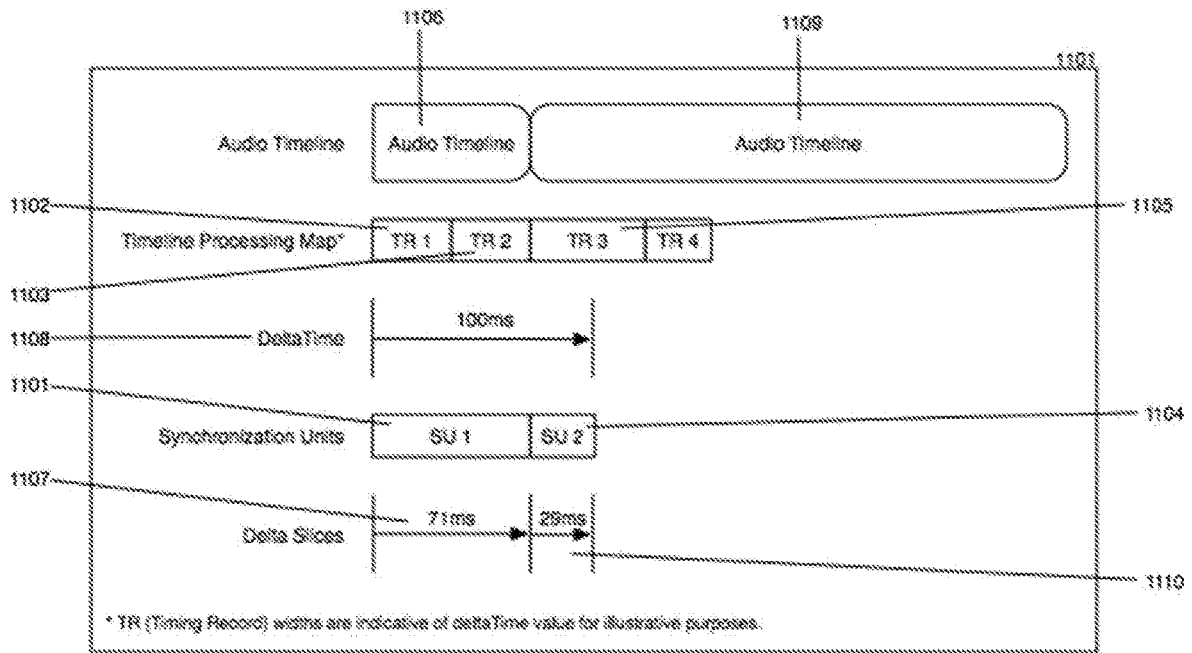 1106
1109
1101
Audio Timeline
Audio Timeline
Audio Timeline
1102
1105
Timeline Processing Map*
TR 1
TR 2
TR 3
TR 4
1103
100ms
1108
DeltaTime
1101
1104
Synchronization Units
SU 1
SU 2
1107
71ms
29ms
Delta Slices
1110
* TR (Timing Record) widths are indicative of deltaTime value for illustrative purposes.